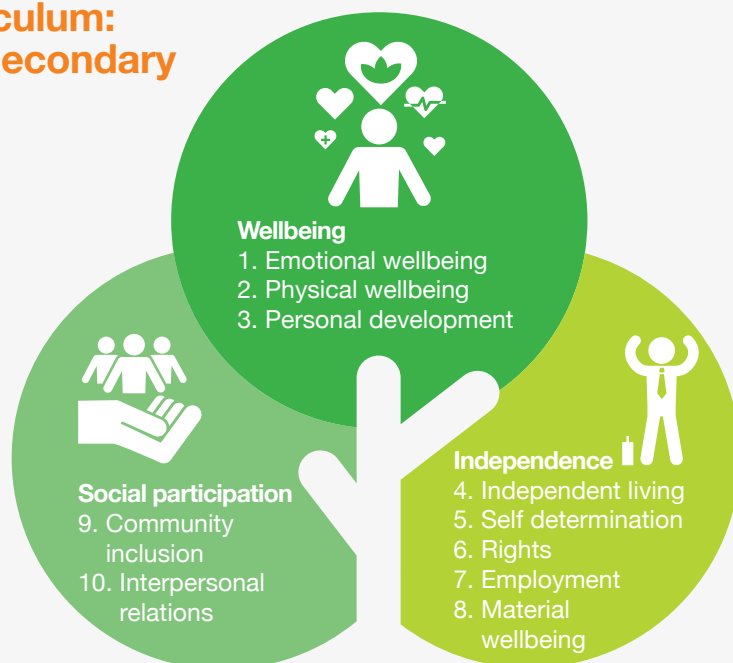 culum:
econdary
Wellbeing
1. Emotional wellbeing
2. Physical wellbeing
3. Personal development
Social participation
9. Community
inclusion
10. Interpersonal
relations
Independence
4. Independent living
5. Self determination
6. Rights
7. Employment
8. Material
wellbeing